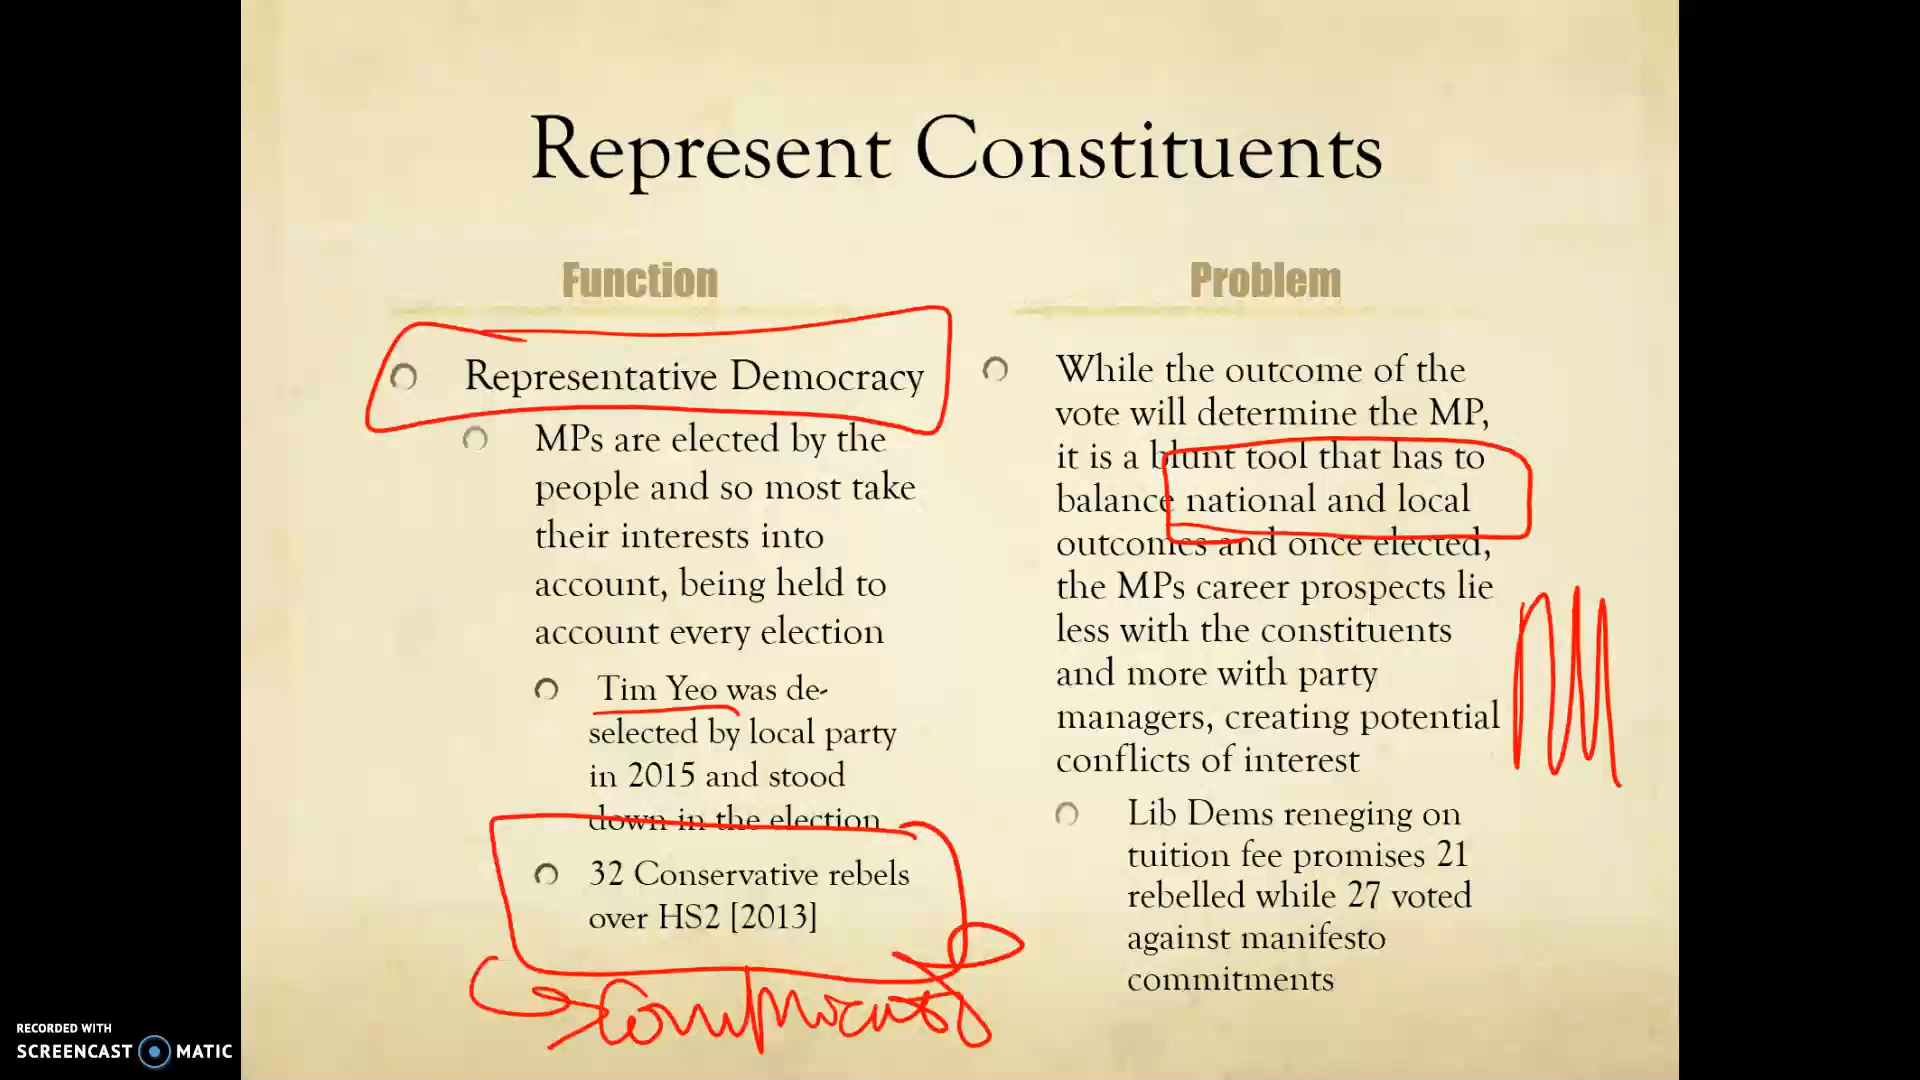 Represent Constituents
Function
Representative Democracy
MPs are elected by the
people and so most take
their interests into
account, being held to
account every election
Tim Yeo was de-
selected by local party
in 2015 and stood
down in the election
32 Conservative rebels
over HS2 [2013]
Problem
While the outcome of the
vote will determine the MP,
it is a blunt tool that has to
balance national and local
outcomes and once elected,
the MPs career prospects lie
less with the constituents
and more with party
managers, creating potential
conflicts of interest
Lib Dems reneging on
tuition fee promises 21
rebelled while 27 voted
against manifesto
commitments
RECORDED WITH
SCREENCAST MATIC